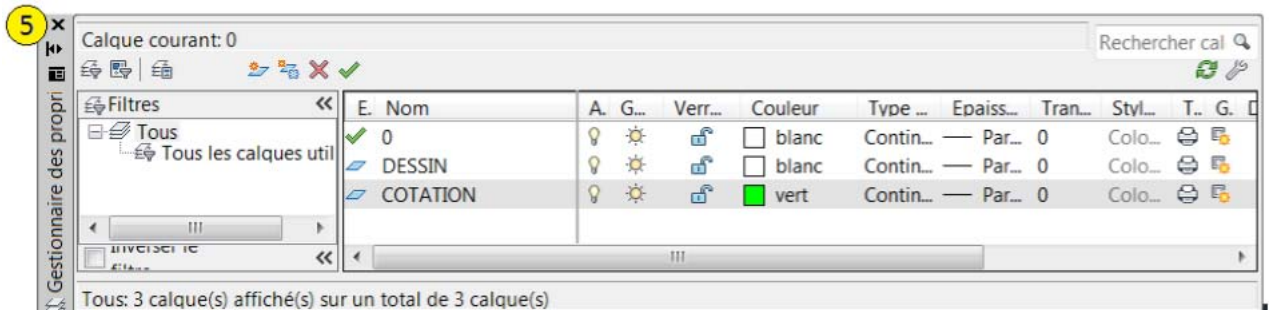 5
Calque courant: 0
Rechercher cal
Filtres
E. Nom A. G... Verr... Couleur Type ... Epaiss... Tran... Styl... T.. G. D
Tous
Tous les calques util
0 blanc Contin... Par... 0 Colo...
DESSIN blanc Contin... Par... 0 Colo...
COTATION vert Contin... Par... 0 Colo...
Inverser le
Tous: 3 calque(s) affiché(s) sur un total de 3 calque(s)
Gestionnaire des propri